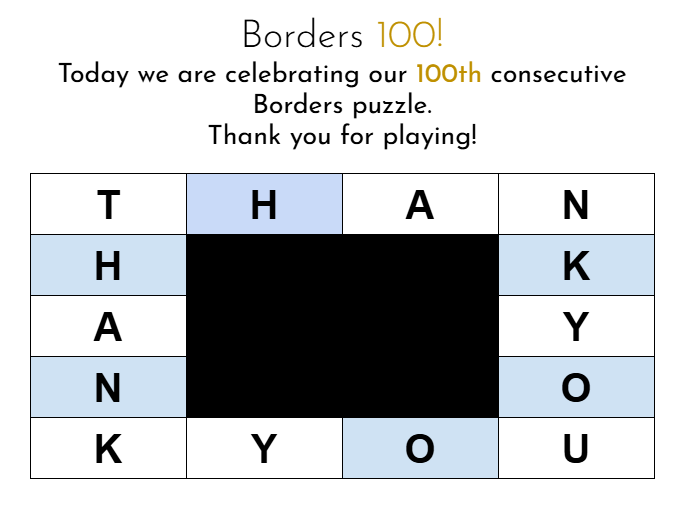 Borders 100!
Today we are celebrating our 100th consecutive
Borders puzzle.
Thank you for playing!
T H A N
H K
A Y
N O
K Y O U